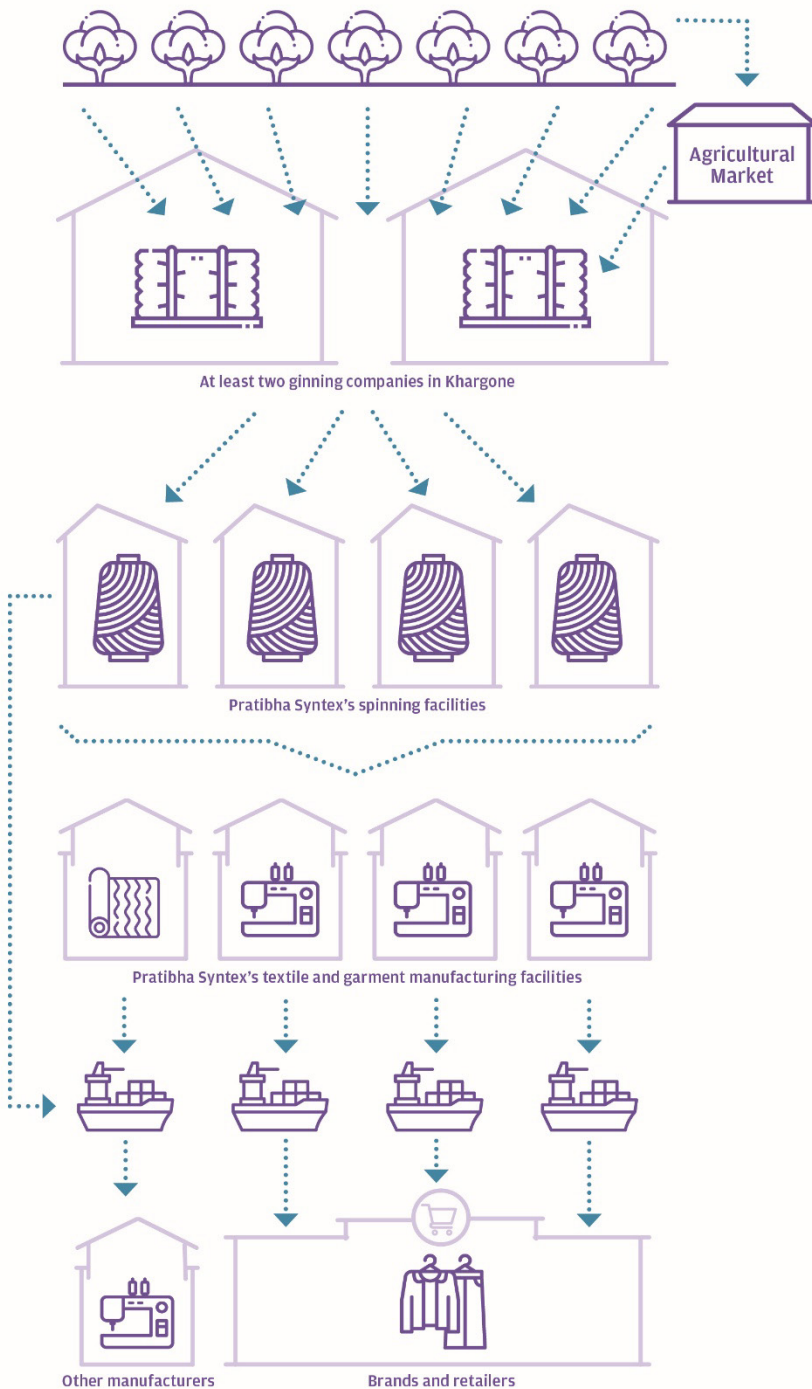 Agricultural
Market
At least two ginning companies in Khargone
Pratibha Syntex's spinning facilities
Pratibha Syntex's textile and garment manufacturing facilities
Other manufacturers
Brands and retailers